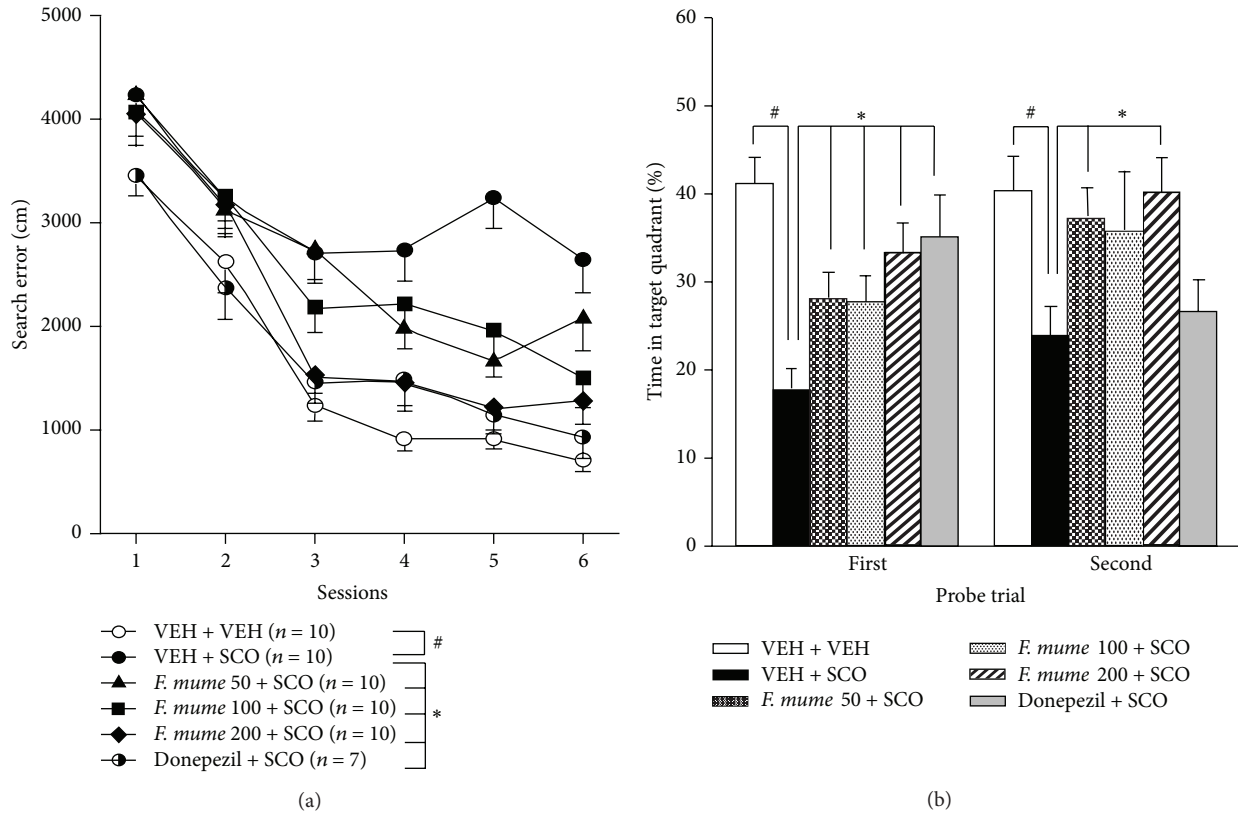 5000
4000
3000
2000
1000
0
Search error (cm)
1 2 3 4 5 6
Sessions
VEH + VEH (n = 10)
VEH + SCO (n = 10)
F. mume 50 + SCO (n = 10)
F. mume 100 + SCO (n = 10)
F. mume 200 + SCO (n = 10)
Donepezil + SCO (n = 7)
#
*
(a)
60
50
40
30
20
10
0
Time in target quadrant (%)
# * # *
First Second
Probe trial
VEH + VEH
VEH + SCO
F. mume 50 + SCO
F. mume 100 + SCO
F. mume 200 + SCO
Donepezil + SCO
(b)